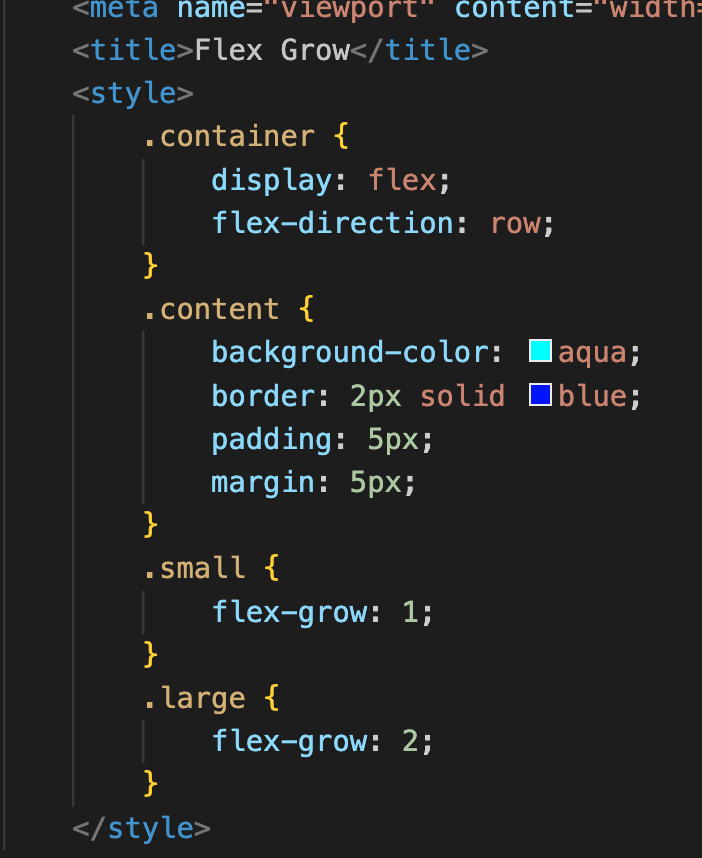 <meta name="viewport" content="width=
<title>Flex Grow</title>
<style>
.container {
display: flex;
flex-direction: row;
}
.content {
background-color: aqua;
border: 2px solid blue;
padding: 5px;
margin: 5px;
}
.small {
flex-grow: 1;
}
.large {
flex-grow: 2;
}
</style>